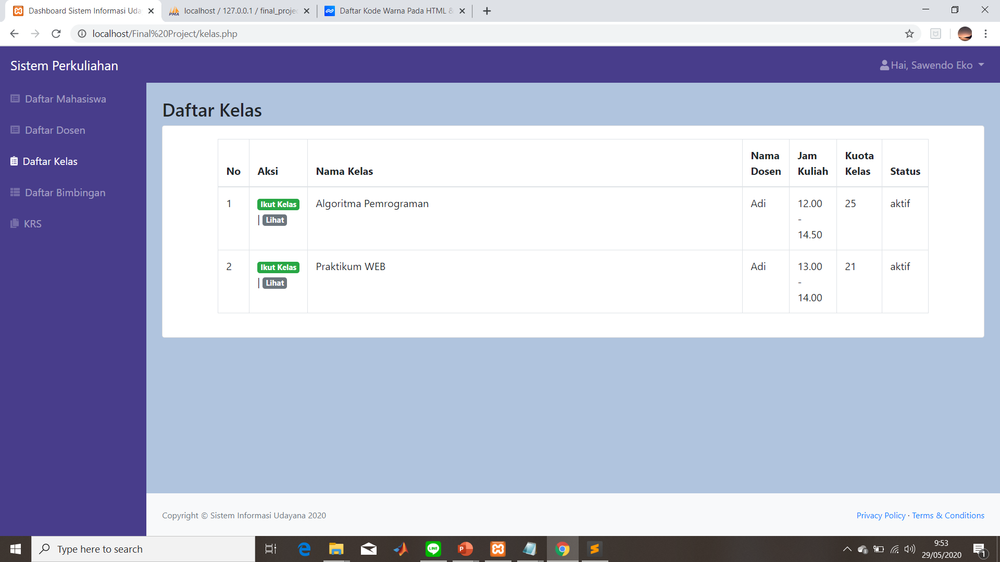 Dashboard Sistem Informasi Uda
localhost / 127.0.0.1 / final_projec
Daftar Kode Warna Pada HTML &
localhost/Final%20Project/kelas.php
Sistem Perkuliahan
Hai, Sawendo Eko
Daftar Mahasiswa
Daftar Dosen
Daftar Kelas
Daftar Bimbingan
KRS
Daftar Kelas
No Aksi Nama Kelas Nama Dosen Jam Kuliah Kuota Kelas Status
1 Ikut Kelas | Lihat Algoritma Pemrograman Adi 12.00 - 14.50 25 aktif
2 Ikut Kelas | Lihat Praktikum WEB Adi 13.00 - 14.00 21 aktif
Copyright © Sistem Informasi Udayana 2020
Privacy Policy · Terms & Conditions
Type here to search
9:53
29/05/2020
1